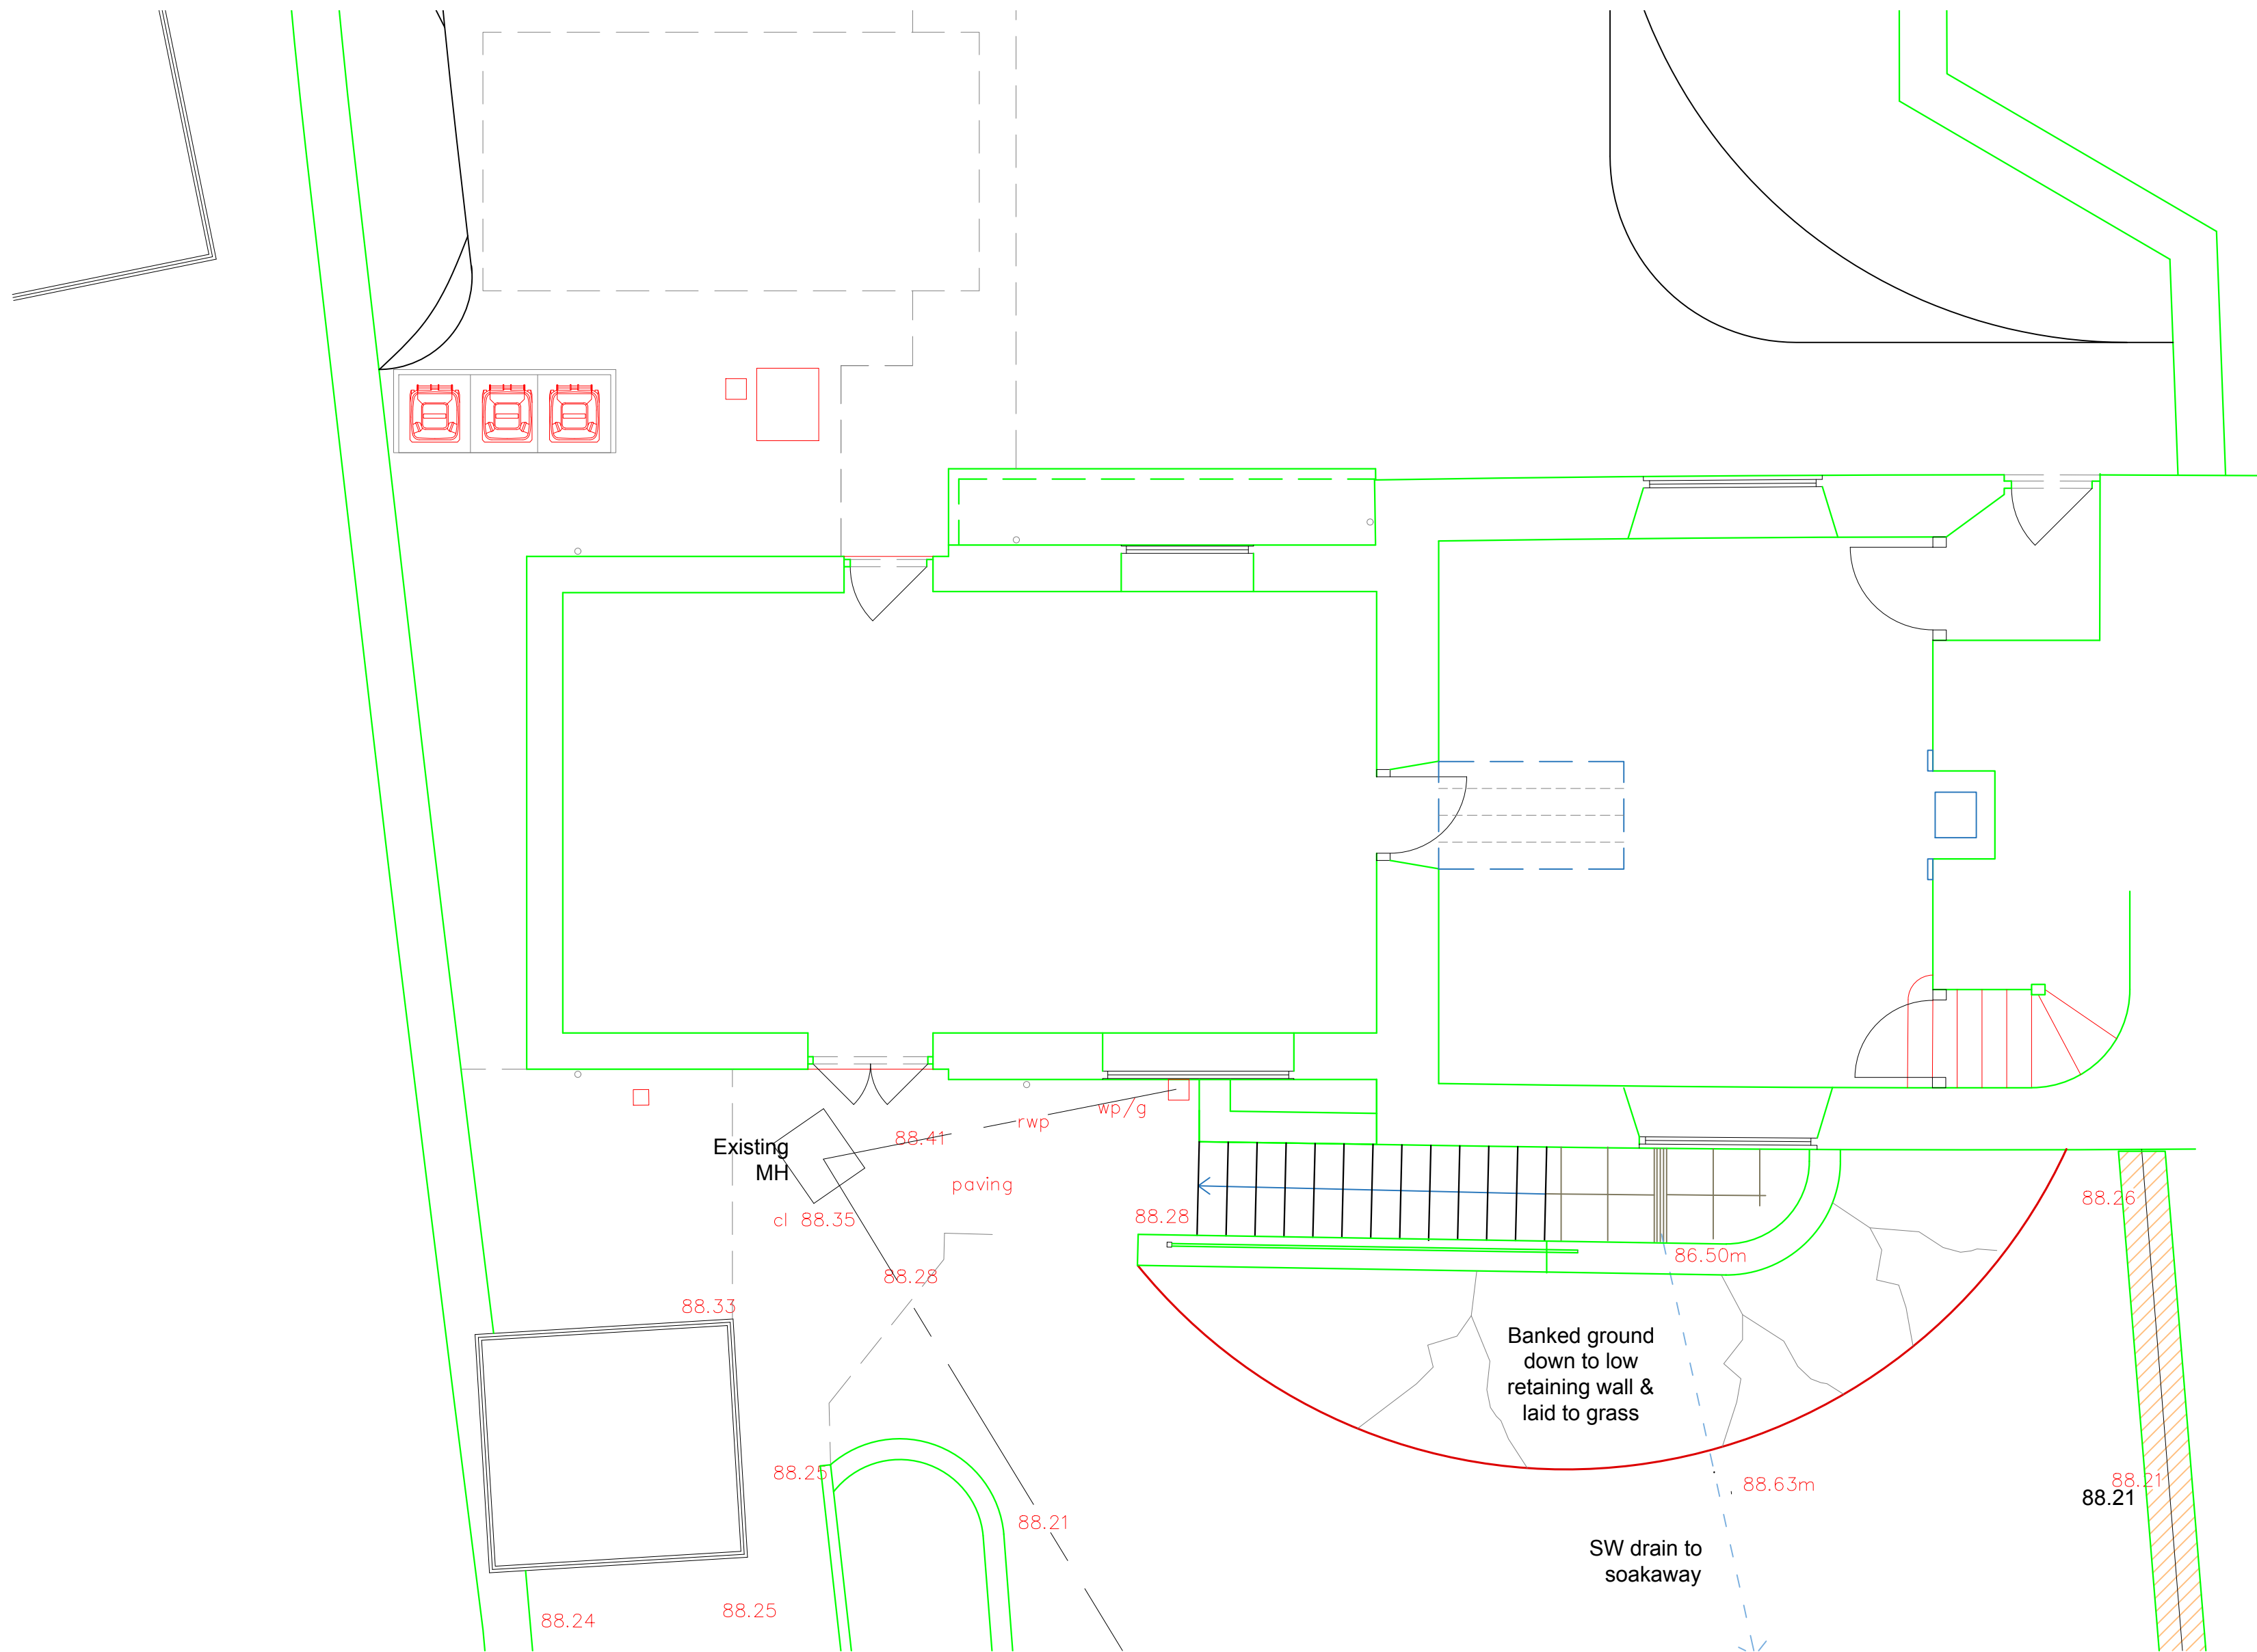 wp/g
rwp
88.41
Existing
MH
paving
cl 88.35
88.26
88.28
86.50m
88.28
88.33
Banked ground
down to low
retaining wall &
laid to grass
88.25
88.63m
88.21
88.21
88.21
SW drain to
soakaway
88.25
88.24